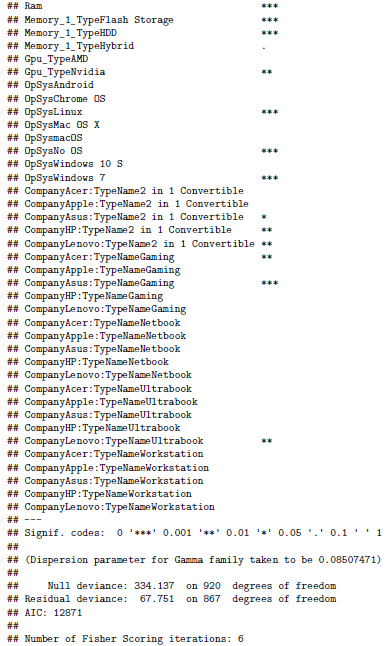 ## Ram                                     ***
## Memory_1_TypeFlash Storage              ***
## Memory_1_TypeHDD                        ***
## Memory_1_TypeHybrid                     .
## Gpu_TypeAMD
## Gpu_TypeNvidia                          **
## OpSysAndroid
## OpSysChrome OS
## OpSysLinux                              ***
## OpSysMac OS X
## OpSysmacOS
## OpSysNo OS                              ***
## OpSysWindows 10 S
## OpSysWindows 7                          ***
## CompanyAcer:TypeName2 in 1 Convertible
## CompanyApple:TypeName2 in 1 Convertible
## CompanyAsus:TypeName2 in 1 Convertible  *
## CompanyHP:TypeName2 in 1 Convertible    **
## CompanyLenovo:TypeName2 in 1 Convertible **
## CompanyAcer:TypeNameGaming              **
## CompanyApple:TypeNameGaming
## CompanyAsus:TypeNameGaming              ***
## CompanyHP:TypeNameGaming
## CompanyLenovo:TypeNameGaming
## CompanyAcer:TypeNameNetbook
## CompanyApple:TypeNameNetbook
## CompanyAsus:TypeNameNetbook
## CompanyHP:TypeNameNetbook
## CompanyLenovo:TypeNameNetbook
## CompanyAcer:TypeNameUltrabook
## CompanyApple:TypeNameUltrabook
## CompanyAsus:TypeNameUltrabook
## CompanyHP:TypeNameUltrabook
## CompanyLenovo:TypeNameUltrabook         **
## CompanyAcer:TypeNameWorkstation
## CompanyApple:TypeNameWorkstation
## CompanyAsus:TypeNameWorkstation
## CompanyHP:TypeNameWorkstation
## CompanyLenovo:TypeNameWorkstation
## ---
## Signif. codes:  0 '***' 0.001 '**' 0.01 '*' 0.05 '.' 0.1 ' ' 1
##
## (Dispersion parameter for Gamma family taken to be 0.08507471)
##
##     Null deviance: 334.137  on 920  degrees of freedom
## Residual deviance:  67.751  on 867  degrees of freedom
## AIC: 12871
##
## Number of Fisher Scoring iterations: 6